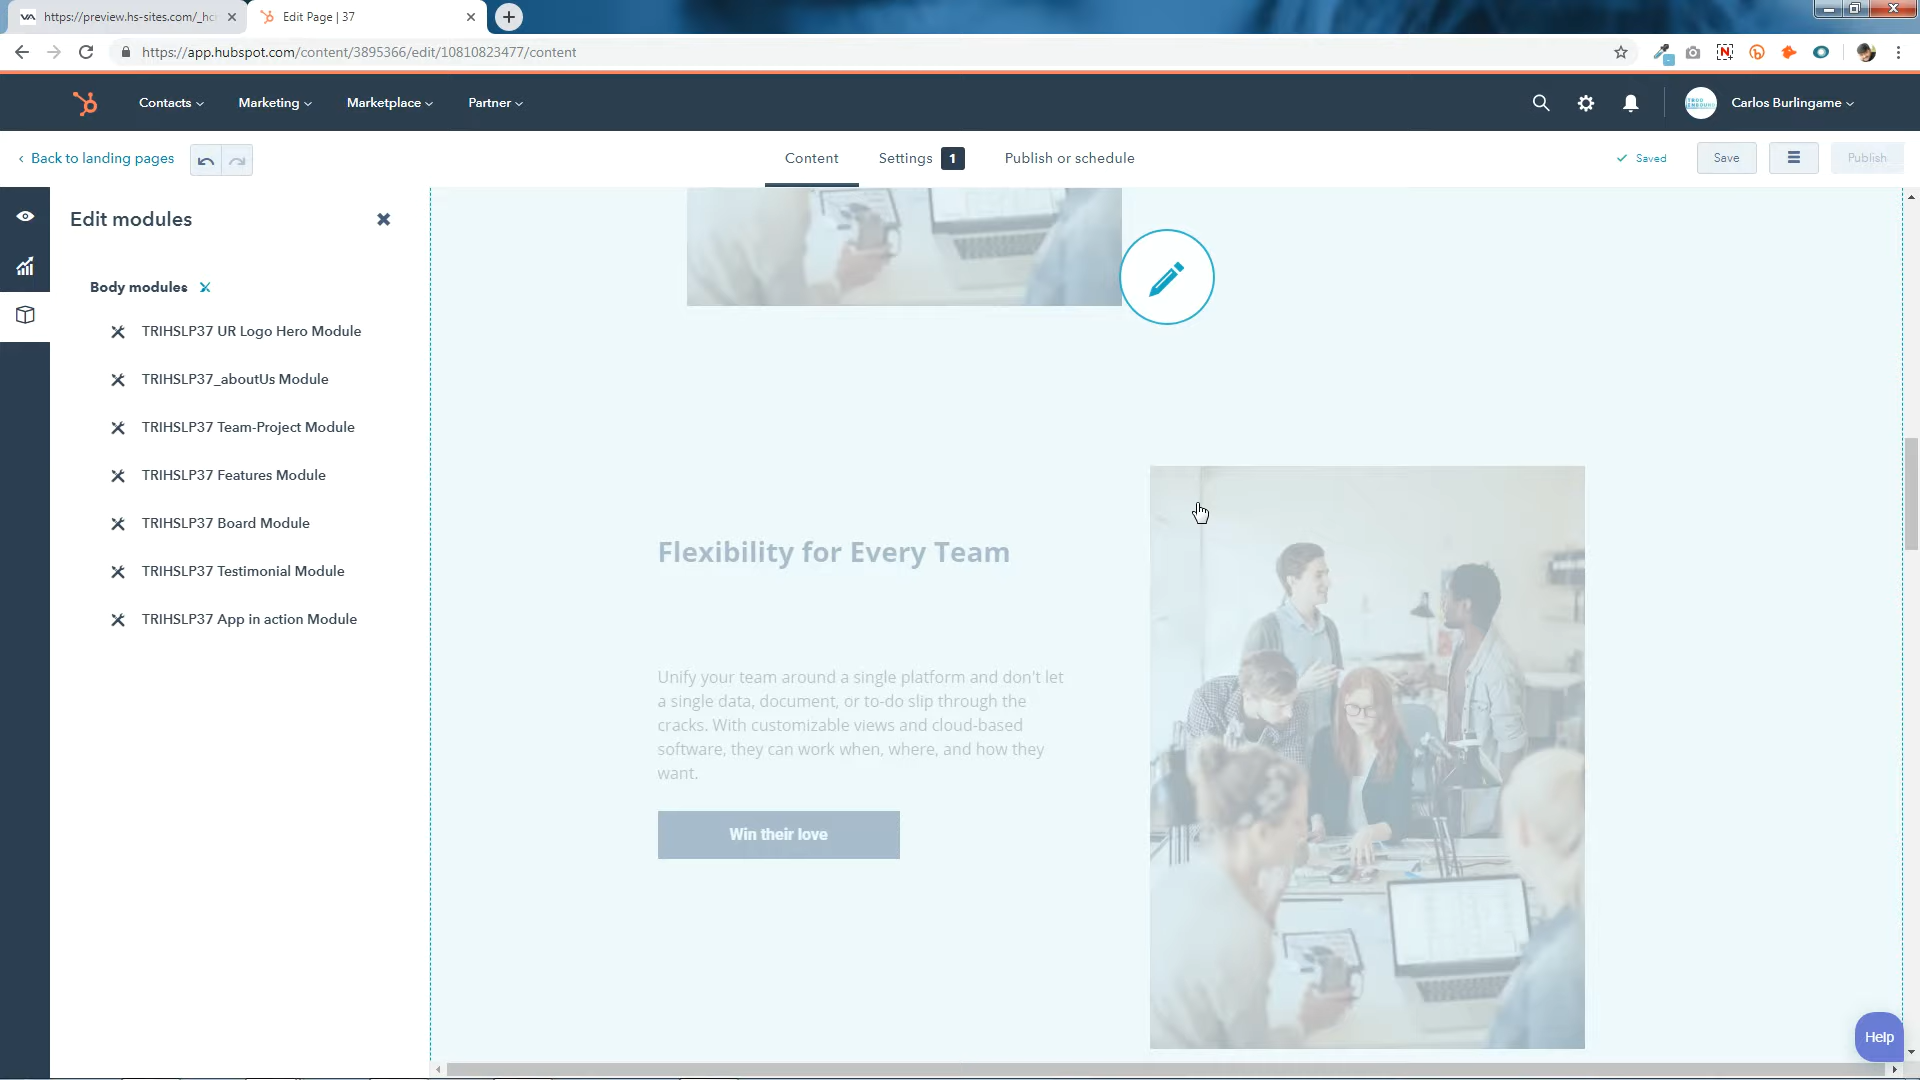 https://preview.hs-sites.com/_hc
Edit Page | 37
https://app.hubspot.com/content/3895366/edit/10810823477/content
Contacts
Marketing
Marketplace
Partner
Carlos Burlingame
Back to landing pages
Content
Settings 1
Publish or schedule
Saved
Save
Publish
Edit modules
Body modules
TRIHSLP37 UR Logo Hero Module
TRIHSLP37_aboutUs Module
TRIHSLP37 Team-Project Module
TRIHSLP37 Features Module
TRIHSLP37 Board Module
TRIHSLP37 Testimonial Module
TRIHSLP37 App in action Module
Flexibility for Every Team
Unify your team around a single platform and don't let
a single data, document, or to-do slip through the
cracks. With customizable views and cloud-based
software, they can work when, where, and how they
want.
Win their love
Help